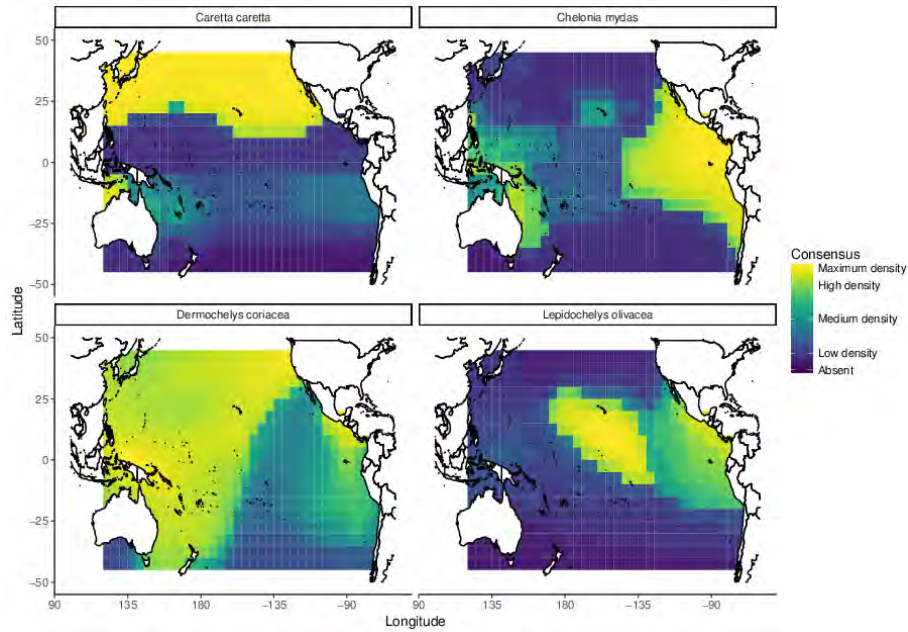 Caretta caretta
Chelonia mydas
50
25
0
−25
−50
Dermochelys coriacea
Lepidochelys olivacea
50
25
0
−25
−50
90
135
180
−135
−90
90
135
180
−135
−90
Latitude
Longitude
Consensus
Maximum density
High density
Medium density
Low density
Absent